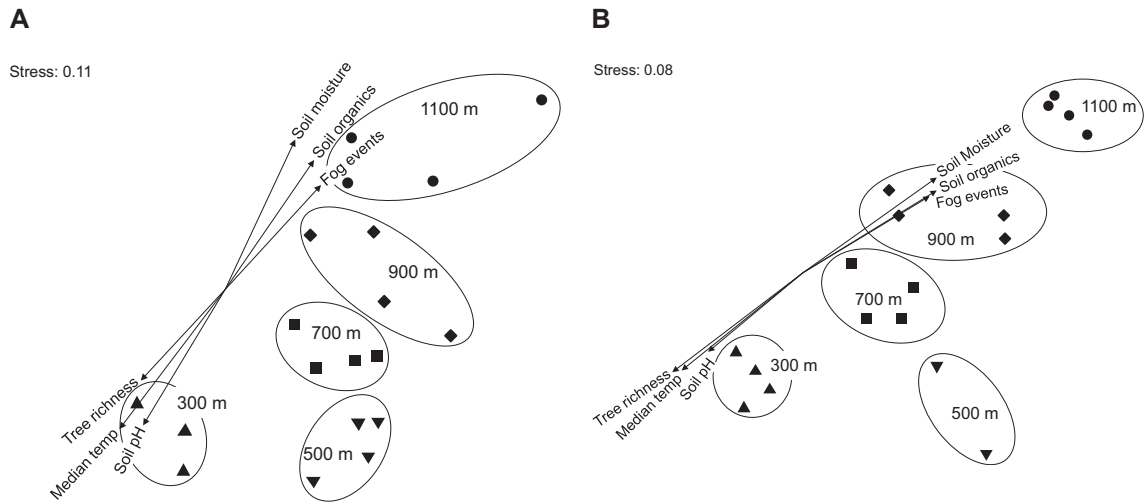 A
Stress: 0.11
Soil moisture
Soil organics
Fog events
1100 m
900 m
700 m
300 m
500 m
Tree richness
Median temp
Soil pH
B
Stress: 0.08
1100 m
Soil Moisture
Soil organics
Fog events
900 m
700 m
300 m
500 m
Tree richness
Median temp
Soil pH